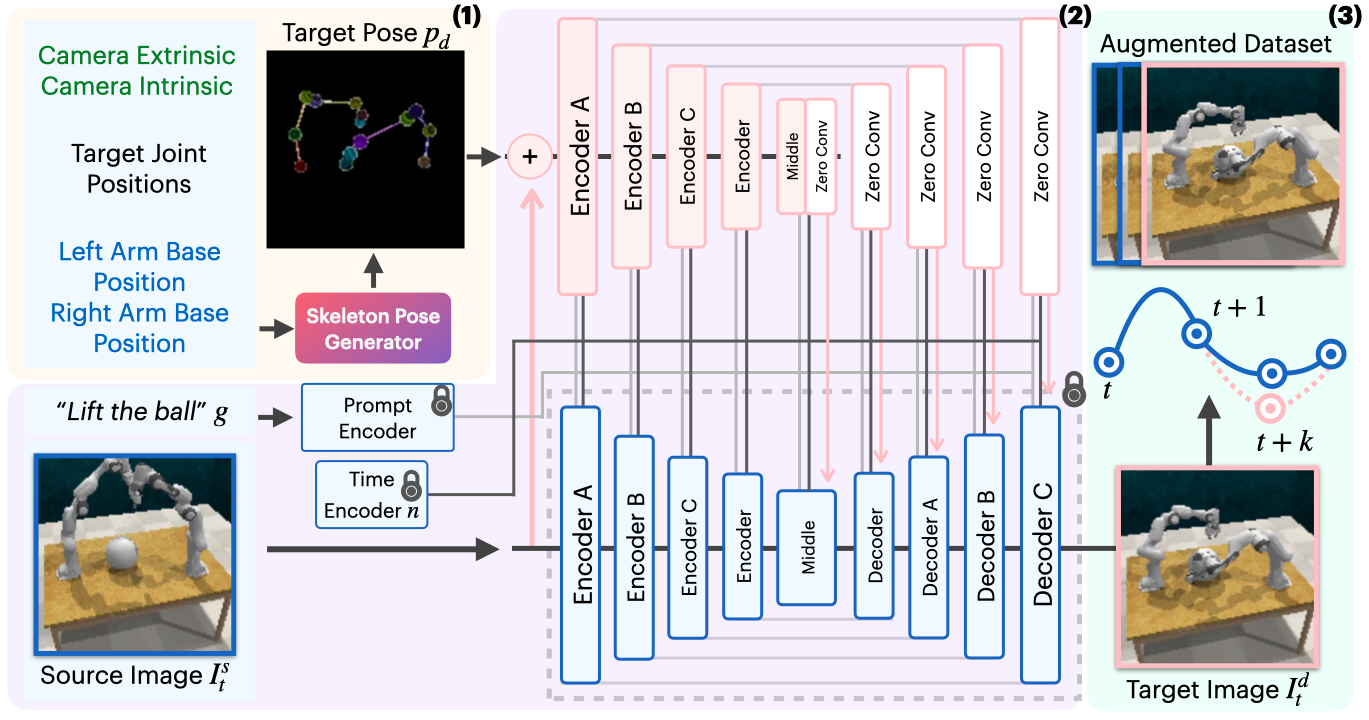 (1)
Camera Extrinsic
Camera Intrinsic
Target Joint
Positions
Left Arm Base
Position
Right Arm Base
Position
Target Pose p_d
Skeleton Pose
Generator
(2)
+
Encoder A
Encoder B
Encoder C
Encoder
Middle
Zero Conv
Zero Conv
Zero Conv
Zero Conv
Zero Conv
“Lift the ball” g
Prompt
Encoder
Time
Encoder n
Source Image I_t^s
Encoder A
Encoder B
Encoder C
Encoder
Middle
Decoder
Decoder A
Decoder B
Decoder C
(3)
Augmented Dataset
t + 1
t
t + k
Target Image I_t^d